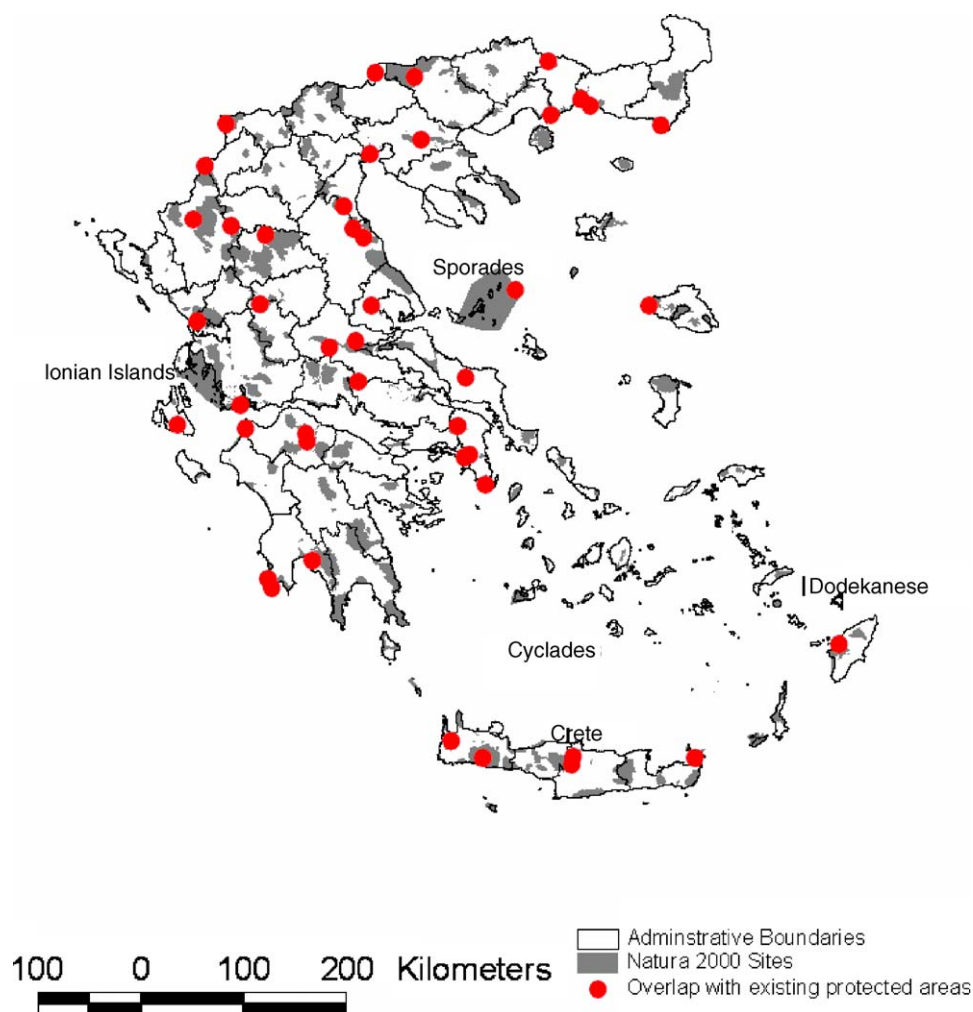 Sporades
Ionian Islands
Dodekanese
Cyclades
Crete
Adminstrative Boundaries
Natura 2000 Sites
Overlap with existing protected areas
100 0 100 200 Kilometers